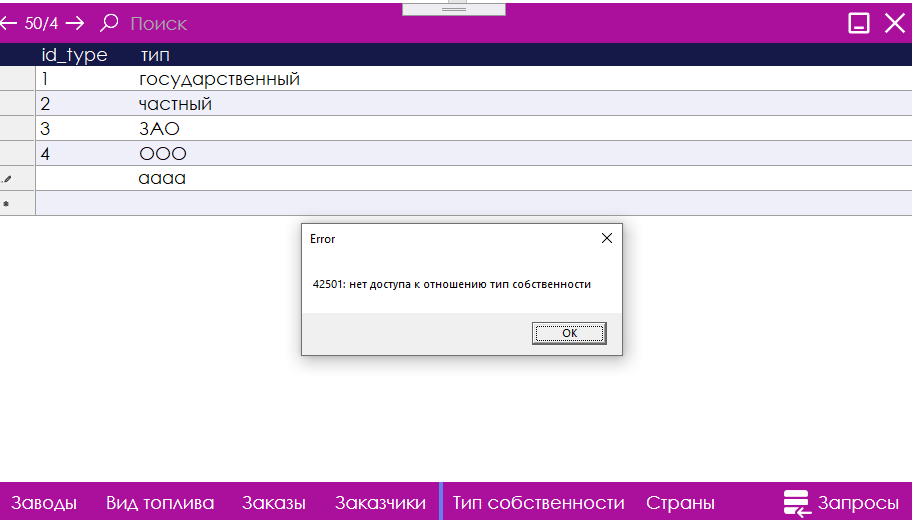 50/4 Поиск
id_type тип
1 государственный
2 частный
3 ЗАО
4 ООО
аааа
Error
42501: нет доступа к отношению тип собственности
OK
Заводы Вид топлива Заказы Заказчики Тип собственности Страны Запросы